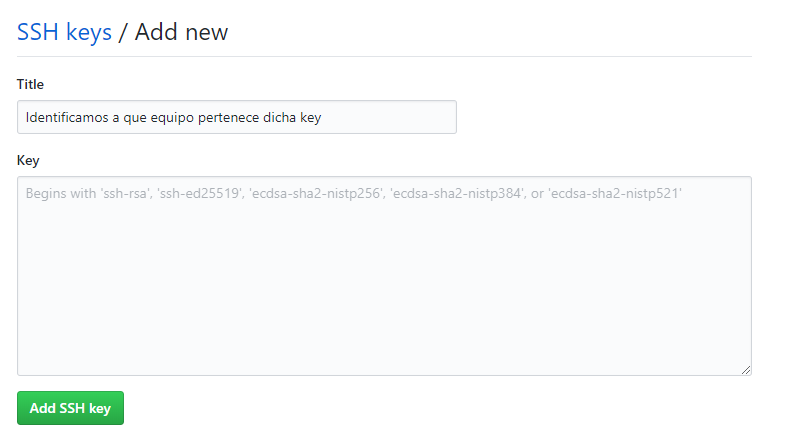 SSH keys / Add new
Title
Identificamos a que equipo pertenece dicha key
Key
Begins with 'ssh-rsa', 'ssh-ed25519', 'ecdsa-sha2-nistp256', 'ecdsa-sha2-nistp384', or 'ecdsa-sha2-nistp521'
Add SSH key